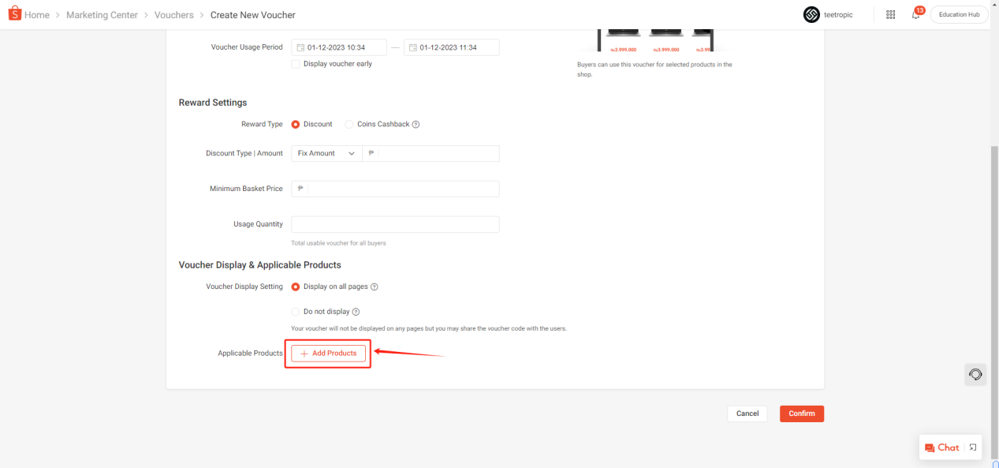 Home > Marketing Center > Vouchers > Create New Voucher
teetropic
13
Education Hub
Voucher Usage Period
01-12-2023 10:34 — 01-12-2023 11:34
Display voucher early
₱3.999.000 ₱3.999.000 ₱3.99
Buyers can use this voucher for selected products in the
shop.
Reward Settings
Reward Type
Discount
Coins Cashback
Discount Type | Amount
Fix Amount
₱
Minimum Basket Price
₱
Usage Quantity
Total usable voucher for all buyers
Voucher Display & Applicable Products
Voucher Display Setting
Display on all pages
Do not display
Your voucher will not be displayed on any pages but you may share the voucher code with the users.
Applicable Products
+ Add Products
Cancel
Confirm
Chat